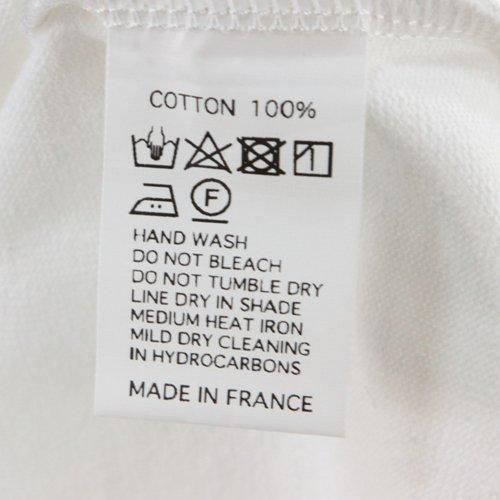 COTTON 100%
F
HAND WASH
DO NOT BLEACH
DO NOT TUMBLE DRY
LINE DRY IN SHADE
MEDIUM HEAT IRON
MILD DRY CLEANING
IN HYDROCARBONS
MADE IN FRANCE